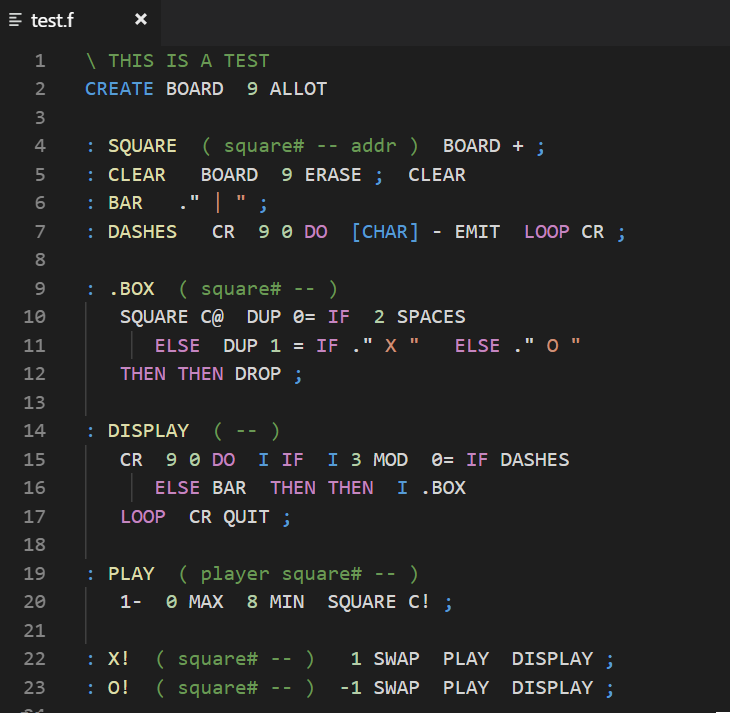 test.f ×
1 \ THIS IS A TEST
2 CREATE BOARD  9 ALLOT
3
4 : SQUARE  ( square# -- addr )  BOARD + ;
5 : CLEAR   BOARD  9 ERASE ;  CLEAR
6 : BAR   ." | " ;
7 : DASHES   CR  9 0 DO  [CHAR] - EMIT  LOOP CR ;
8
9 : .BOX  ( square# -- )
10    SQUARE C@  DUP 0= IF  2 SPACES
11       ELSE  DUP 1 = IF ." X "   ELSE ." O "
12    THEN THEN DROP ;
13
14 : DISPLAY  ( -- )
15    CR  9 0 DO  I IF  I 3 MOD  0= IF DASHES
16       ELSE BAR  THEN THEN  I .BOX
17    LOOP  CR QUIT ;
18
19 : PLAY  ( player square# -- )
20    1-  0 MAX  8 MIN  SQUARE C! ;
21
22 : X!  ( square# -- )   1 SWAP  PLAY  DISPLAY ;
23 : O!  ( square# -- )  -1 SWAP  PLAY  DISPLAY ;